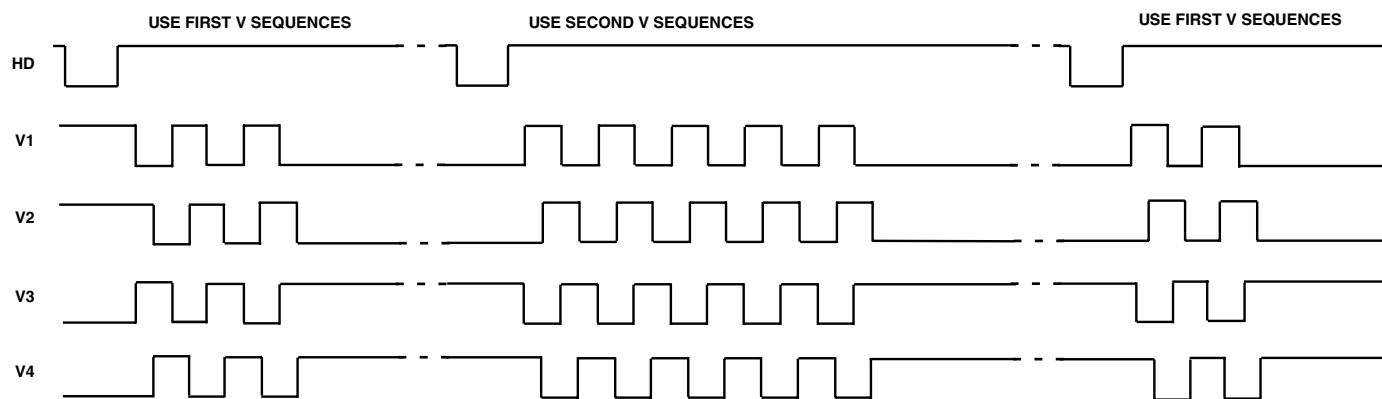 USE FIRST V SEQUENCES
USE SECOND V SEQUENCES
USE FIRST V SEQUENCES
HD
V1
V2
V3
V4